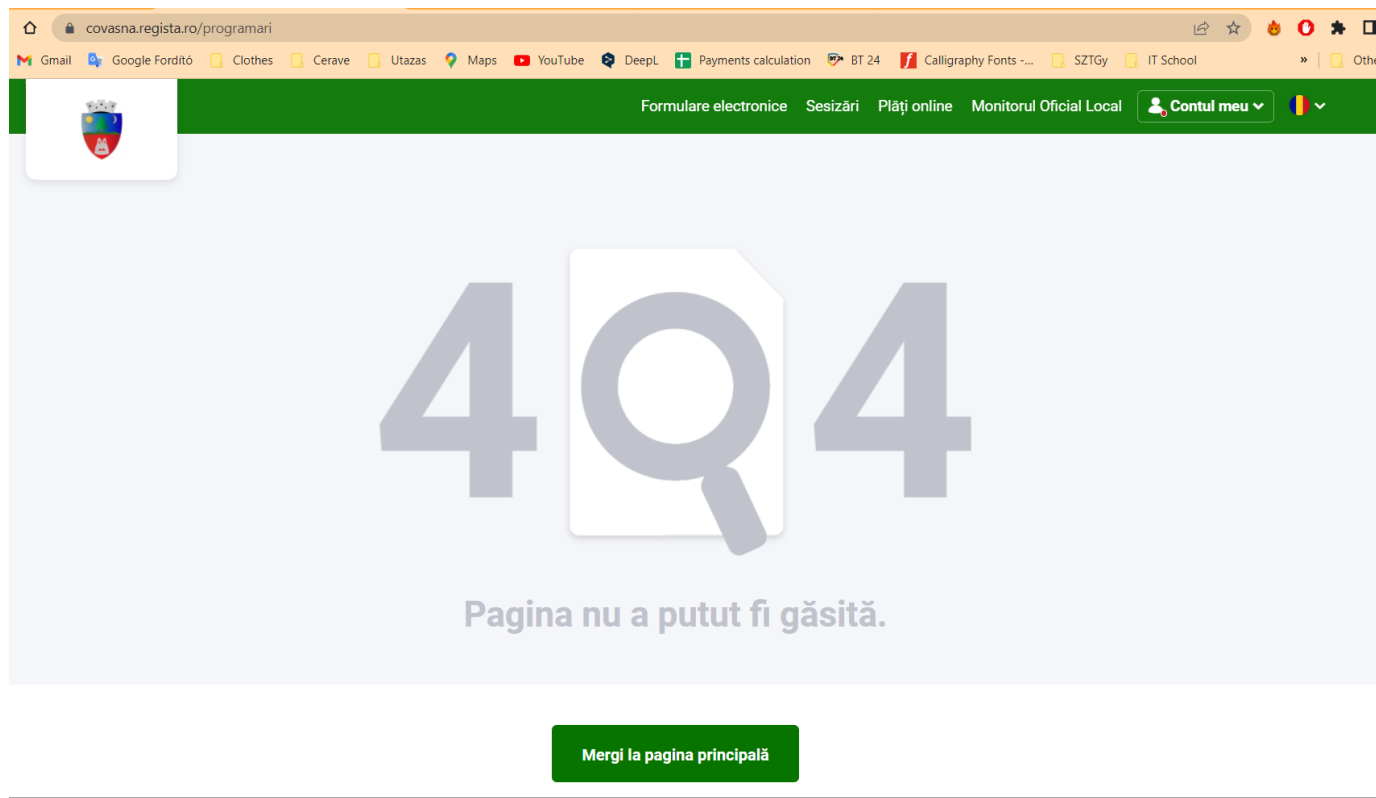 covasna.regista.ro/programari
Gmail Google Fordító Clothes Cerave Utazas Maps YouTube DeepL Payments calculation BT 24 Calligraphy Fonts -... SZTGy IT School » Othe
Formulare electronice Sesizări Plăți online Monitorul Oficial Local Contul meu
404
Pagina nu a putut fi găsită.
Mergi la pagina principală